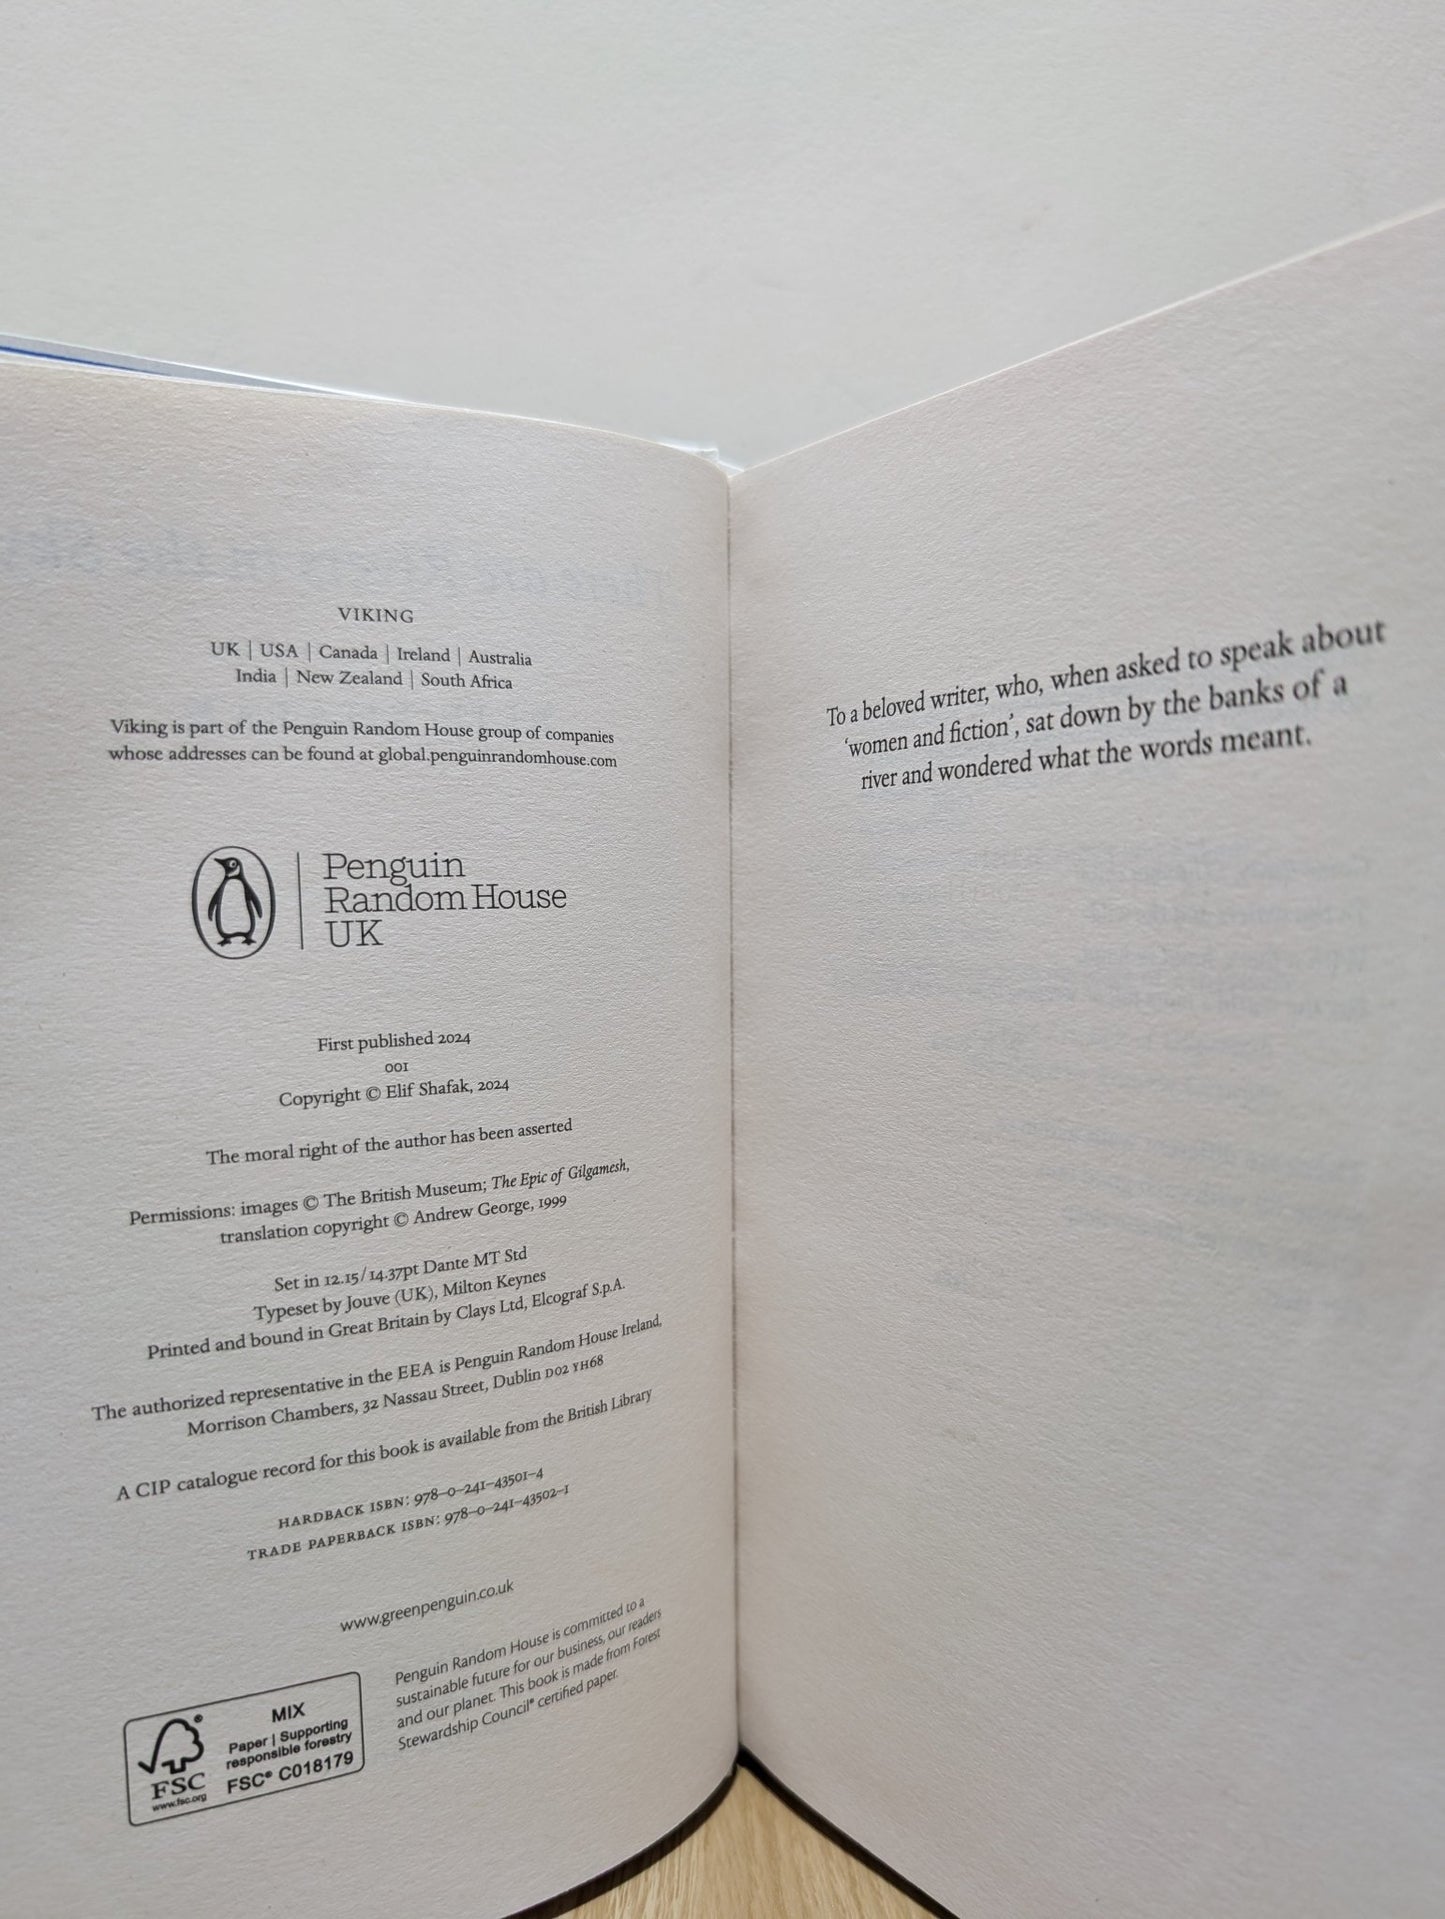 VIKING
UK | USA | Canada | Ireland | Australia
India | New Zealand | South Africa
Viking is part of the Penguin Random House group of companies
whose addresses can be found at global.penguinrandomhouse.com
Penguin
Random House
UK
First published 2024
001
Copyright © Elif Shafak, 2024
The moral right of the author has been asserted
Permissions: images © The British Museum; The Epic of Gilgamesh,
translation copyright © Andrew George, 1999
Set in 12.15/14.37pt Dante MT Std
Typeset by Jouve (UK), Milton Keynes
Printed and bound in Great Britain by Clays Ltd, Elcograf S.p.A.
The authorized representative in the EEA is Penguin Random House Ireland,
Morrison Chambers, 32 Nassau Street, Dublin D02 YH68
A CIP catalogue record for this book is available from the British Library
HARDBACK ISBN: 978–0–241–43501–4
TRADE PAPERBACK ISBN: 978–0–241–43502–1
www.greenpenguin.co.uk
MIX
Paper | Supporting
responsible forestry
FSC® C018179
FSC
www.fsc.org
Penguin Random House is committed to a
sustainable future for our business, our readers
and our planet. This book is made from Forest
Stewardship Council® certified paper.
To a beloved writer, who, when asked to speak about
‘women and fiction’, sat down by the banks of a
river and wondered what the words meant.